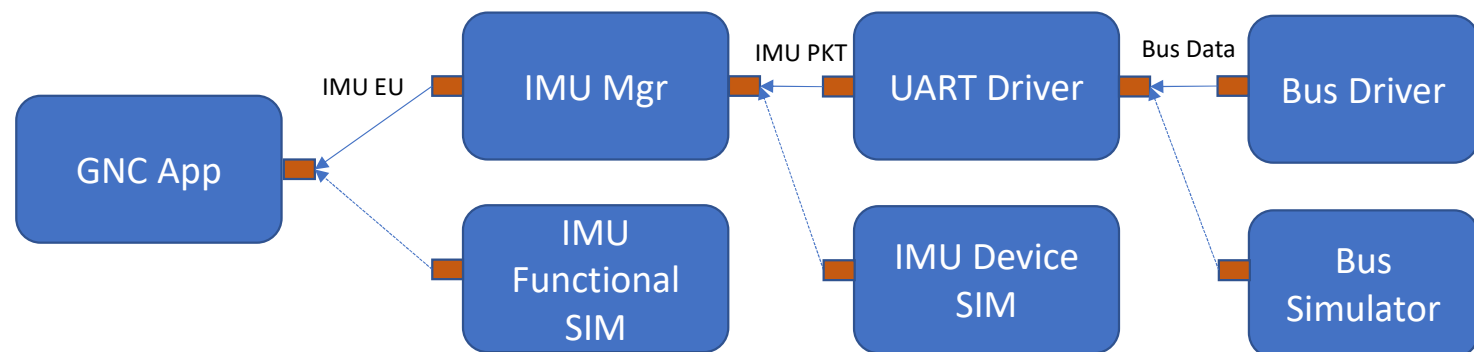 IMU EU
IMU Mgr
IMU PKT
UART Driver
Bus Data
Bus Driver
GNC App
IMU
Functional
SIM
IMU Device
SIM
Bus
Simulator